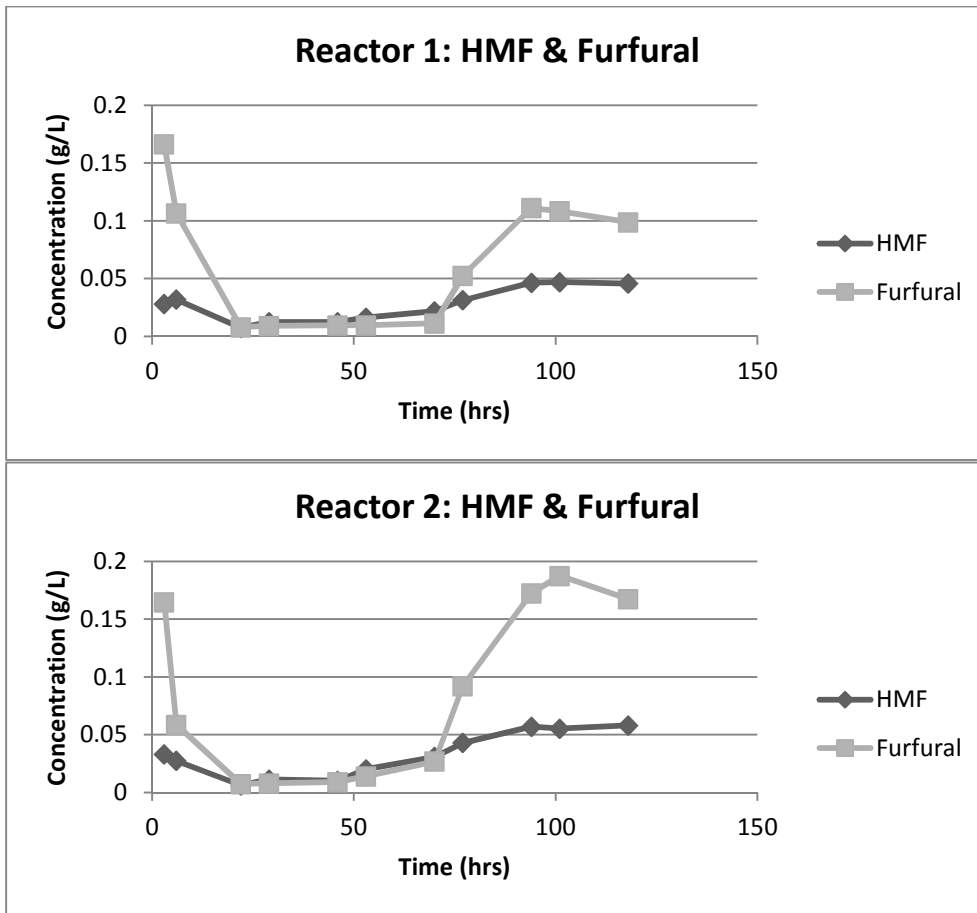 Reactor 1: HMF & Furfural
Concentration (g/L)
0.2
0.15
0.1
0.05
0
0 50 100 150
Time (hrs)
HMF
Furfural
Reactor 2: HMF & Furfural
Concentration (g/L)
0.2
0.15
0.1
0.05
0
0 50 100 150
Time (hrs)
HMF
Furfural